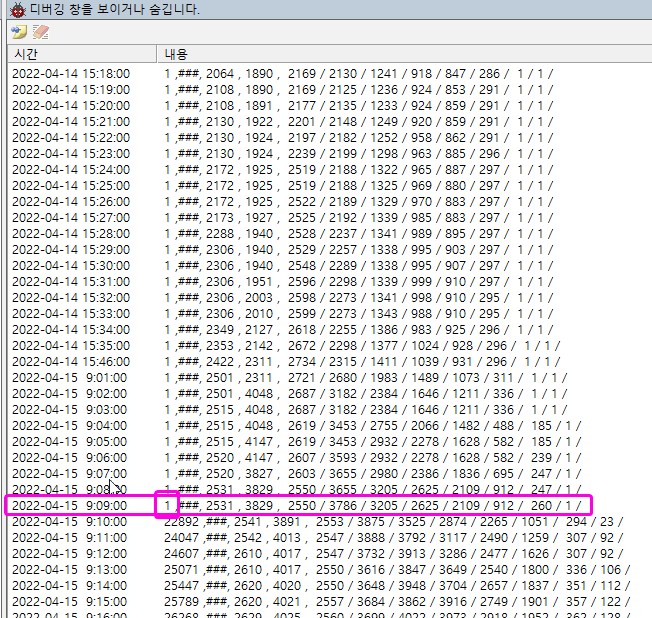 디버깅 창을 보이거나 숨깁니다.
시간 내용
2022-04-14 15:18:00 1 ,###, 2064 , 1890 , 2169 / 2130 / 1241 / 918 / 847 / 286 / 1 / 1 /
2022-04-14 15:19:00 1 ,###, 2108 , 1890 , 2169 / 2125 / 1236 / 924 / 853 / 291 / 1 / 1 /
2022-04-14 15:20:00 1 ,###, 2108 , 1891 , 2177 / 2135 / 1233 / 924 / 859 / 291 / 1 / 1 /
2022-04-14 15:21:00 1 ,###, 2130 , 1922 , 2201 / 2148 / 1249 / 920 / 859 / 291 / 1 / 1 /
2022-04-14 15:22:00 1 ,###, 2130 , 1924 , 2197 / 2182 / 1252 / 958 / 862 / 291 / 1 / 1 /
2022-04-14 15:23:00 1 ,###, 2130 , 1924 , 2239 / 2199 / 1298 / 963 / 885 / 296 / 1 / 1 /
2022-04-14 15:24:00 1 ,###, 2172 , 1925 , 2519 / 2188 / 1322 / 965 / 887 / 297 / 1 / 1 /
2022-04-14 15:25:00 1 ,###, 2172 , 1925 , 2519 / 2188 / 1325 / 969 / 880 / 297 / 1 / 1 /
2022-04-14 15:26:00 1 ,###, 2172 , 1925 , 2522 / 2189 / 1329 / 970 / 883 / 297 / 1 / 1 /
2022-04-14 15:27:00 1 ,###, 2173 , 1927 , 2525 / 2192 / 1339 / 985 / 883 / 297 / 1 / 1 /
2022-04-14 15:28:00 1 ,###, 2288 , 1940 , 2528 / 2237 / 1341 / 989 / 895 / 297 / 1 / 1 /
2022-04-14 15:29:00 1 ,###, 2306 , 1940 , 2529 / 2257 / 1338 / 995 / 903 / 297 / 1 / 1 /
2022-04-14 15:30:00 1 ,###, 2306 , 1940 , 2548 / 2289 / 1338 / 995 / 907 / 297 / 1 / 1 /
2022-04-14 15:31:00 1 ,###, 2306 , 1951 , 2596 / 2298 / 1339 / 999 / 910 / 297 / 1 / 1 /
2022-04-14 15:32:00 1 ,###, 2306 , 2003 , 2598 / 2273 / 1341 / 998 / 910 / 295 / 1 / 1 /
2022-04-14 15:33:00 1 ,###, 2306 , 2010 , 2599 / 2273 / 1343 / 988 / 910 / 295 / 1 / 1 /
2022-04-14 15:34:00 1 ,###, 2349 , 2127 , 2618 / 2255 / 1386 / 983 / 925 / 296 / 1 / 1 /
2022-04-14 15:35:00 1 ,###, 2353 , 2142 , 2672 / 2298 / 1377 / 1024 / 928 / 296 / 1 / 1 /
2022-04-14 15:46:00 1 ,###, 2422 , 2311 , 2734 / 2315 / 1411 / 1039 / 931 / 296 / 1 / 1 /
2022-04-15 9:01:00 1 ,###, 2501 , 2311 , 2721 / 2680 / 1983 / 1489 / 1073 / 311 / 1 / 1 /
2022-04-15 9:02:00 1 ,###, 2501 , 4048 , 2687 / 3182 / 2384 / 1646 / 1211 / 336 / 1 / 1 /
2022-04-15 9:03:00 1 ,###, 2515 , 4048 , 2687 / 3182 / 2384 / 1646 / 1211 / 336 / 1 / 1 /
2022-04-15 9:04:00 1 ,###, 2515 , 4048 , 2619 / 3453 / 2755 / 2066 / 1482 / 488 / 185 / 1 /
2022-04-15 9:05:00 1 ,###, 2515 , 4147 , 2619 / 3453 / 2932 / 2278 / 1628 / 582 / 185 / 1 /
2022-04-15 9:06:00 1 ,###, 2520 , 4147 , 2607 / 3593 / 2932 / 2278 / 1628 / 582 / 239 / 1 /
2022-04-15 9:07:00 1 ,###, 2520 , 3827 , 2603 / 3655 / 2980 / 2386 / 1836 / 695 / 247 / 1 /
2022-04-15 9:08:00 1 ,###, 2531 , 3829 , 2550 / 3655 / 3205 / 2625 / 2109 / 912 / 247 / 1 /
2022-04-15 9:09:00 1 ,###, 2531 , 3829 , 2550 / 3786 / 3205 / 2625 / 2109 / 912 / 260 / 1 /
2022-04-15 9:10:00 22892 ,###, 2541 , 3891 , 2553 / 3875 / 3525 / 2874 / 2265 / 1051 / 294 / 23 /
2022-04-15 9:11:00 24047 ,###, 2542 , 4013 , 2547 / 3888 / 3792 / 3117 / 2490 / 1259 / 307 / 92 /
2022-04-15 9:12:00 24607 ,###, 2610 , 4017 , 2547 / 3732 / 3913 / 3286 / 2477 / 1626 / 307 / 92 /
2022-04-15 9:13:00 25071 ,###, 2610 , 4017 , 2550 / 3616 / 3847 / 3649 / 2540 / 1800 / 336 / 106 /
2022-04-15 9:14:00 25447 ,###, 2620 , 4020 , 2550 / 3648 / 3948 / 3704 / 2657 / 1837 / 351 / 112 /
2022-04-15 9:15:00 25789 ,###, 2620 , 4021 , 2557 / 3684 / 3862 / 3916 / 2749 / 1901 / 357 / 122 /
2022-04-15 9:16:00 26268 ,###, 2629 , 4025 , 2560 / 3699 / 4022 / 3973 / 2918 / 1952 / 362 / 128 /